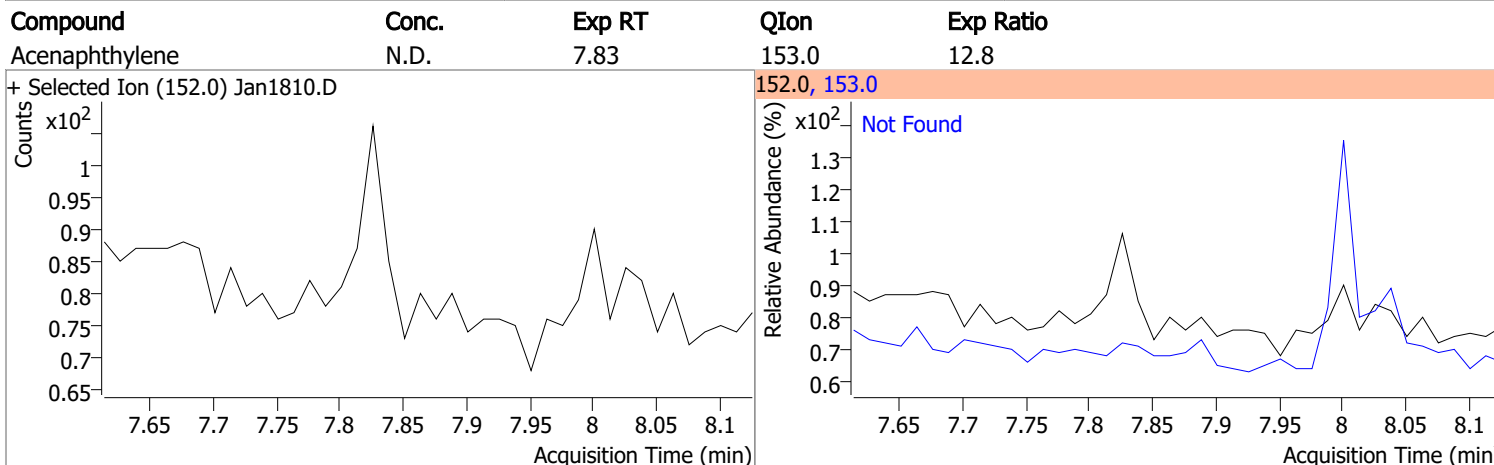 Compound Conc. Exp RT QIon Exp Ratio
Acenaphthylene N.D. 7.83 153.0 12.8
+ Selected Ion (152.0) Jan1810.D
Counts
x10²
1
0.95
0.9
0.85
0.8
0.75
0.7
0.65
7.65 7.7 7.75 7.8 7.85 7.9 7.95 8 8.05 8.1
Acquisition Time (min)
152.0, 153.0
Relative Abundance (%)
x10²
Not Found
1.3
1.2
1.1
1
0.9
0.8
0.7
0.6
7.65 7.7 7.75 7.8 7.85 7.9 7.95 8 8.05 8.1
Acquisition Time (min